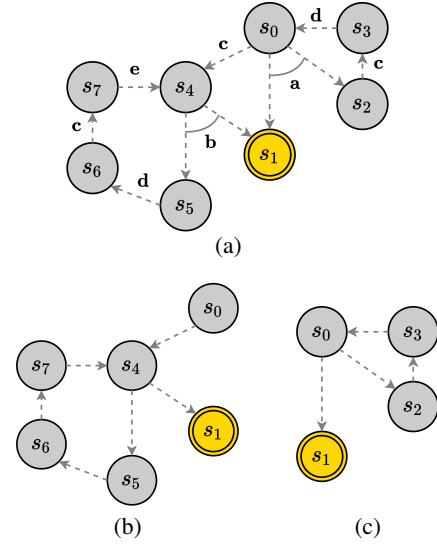 s₀ d s₃
c
s₇ e s₄ a c
s₂
c b s₁
s₆ d
s₅
(a)
s₀
s₇ s₄
s₁
s₆
s₅
(b)
s₀ s₃
s₂
s₁
(c)